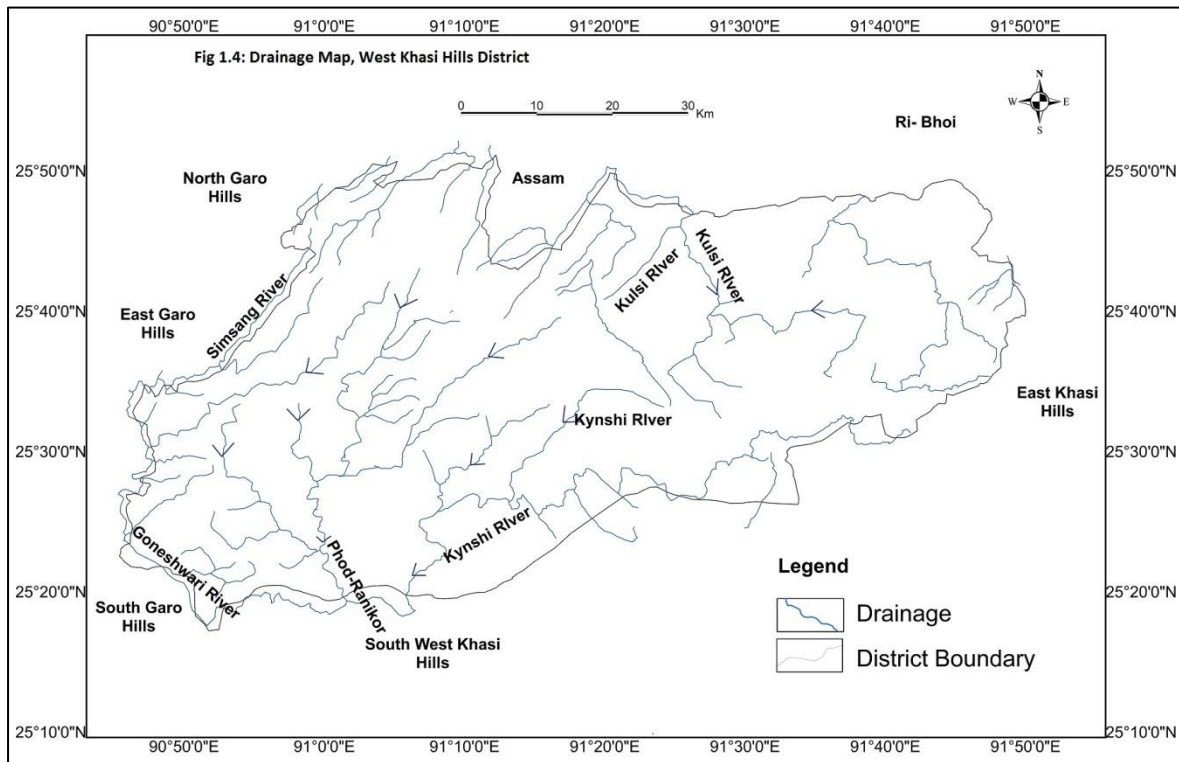 90°50'0"E 91°00'0"E 91°10'0"E 91°20'0"E 91°30'0"E 91°40'0"E 91°50'0"E
Fig 1.4: Drainage Map, West Khasi Hills District
N
W E
S
0 10 20 30 Km
Ri- Bhoi
25°50'0"N 25°50'0"N
North Garo
Hills
Assam
Kulsi RIver
Kulsi RIver
Simsang River
25°40'0"N 25°40'0"N
East Garo
Hills
East Khasi
Hills
Kynshi RIver
25°30'0"N 25°30'0"N
Kynshi RIver
Goneshwari River
Phod-Ranikor
25°20'0"N 25°20'0"N
South Garo
Hills
South West Khasi
Hills
Legend
Drainage
District Boundary
25°10'0"N 25°10'0"N
90°50'0"E 91°00'0"E 91°10'0"E 91°20'0"E 91°30'0"E 91°40'0"E 91°50'0"E